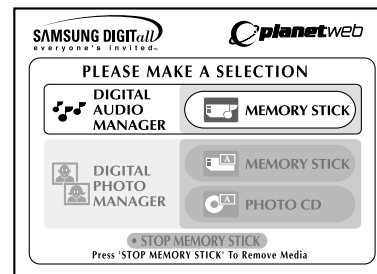 SAMSUNG DIGITall
everyone's invited™
planetweb
PLEASE MAKE A SELECTION
DIGITAL
AUDIO
MANAGER
MEMORY STICK
DIGITAL
PHOTO
MANAGER
A MEMORY STICK
A PHOTO CD
• STOP MEMORY STICK
Press 'STOP MEMORY STICK' To Remove Media